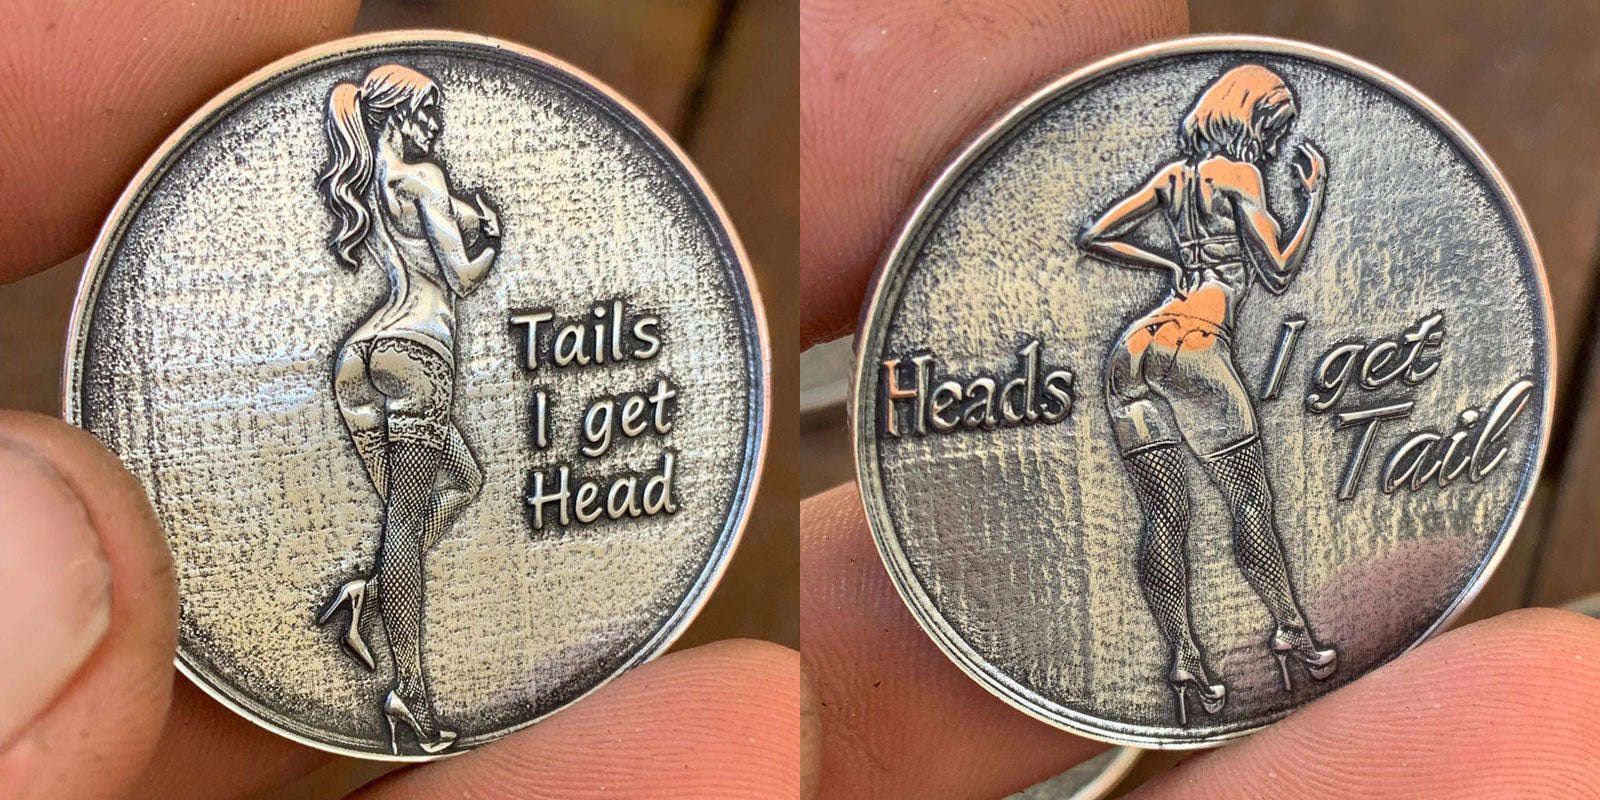 Tails
I get
Head
Heads
I get
Tail